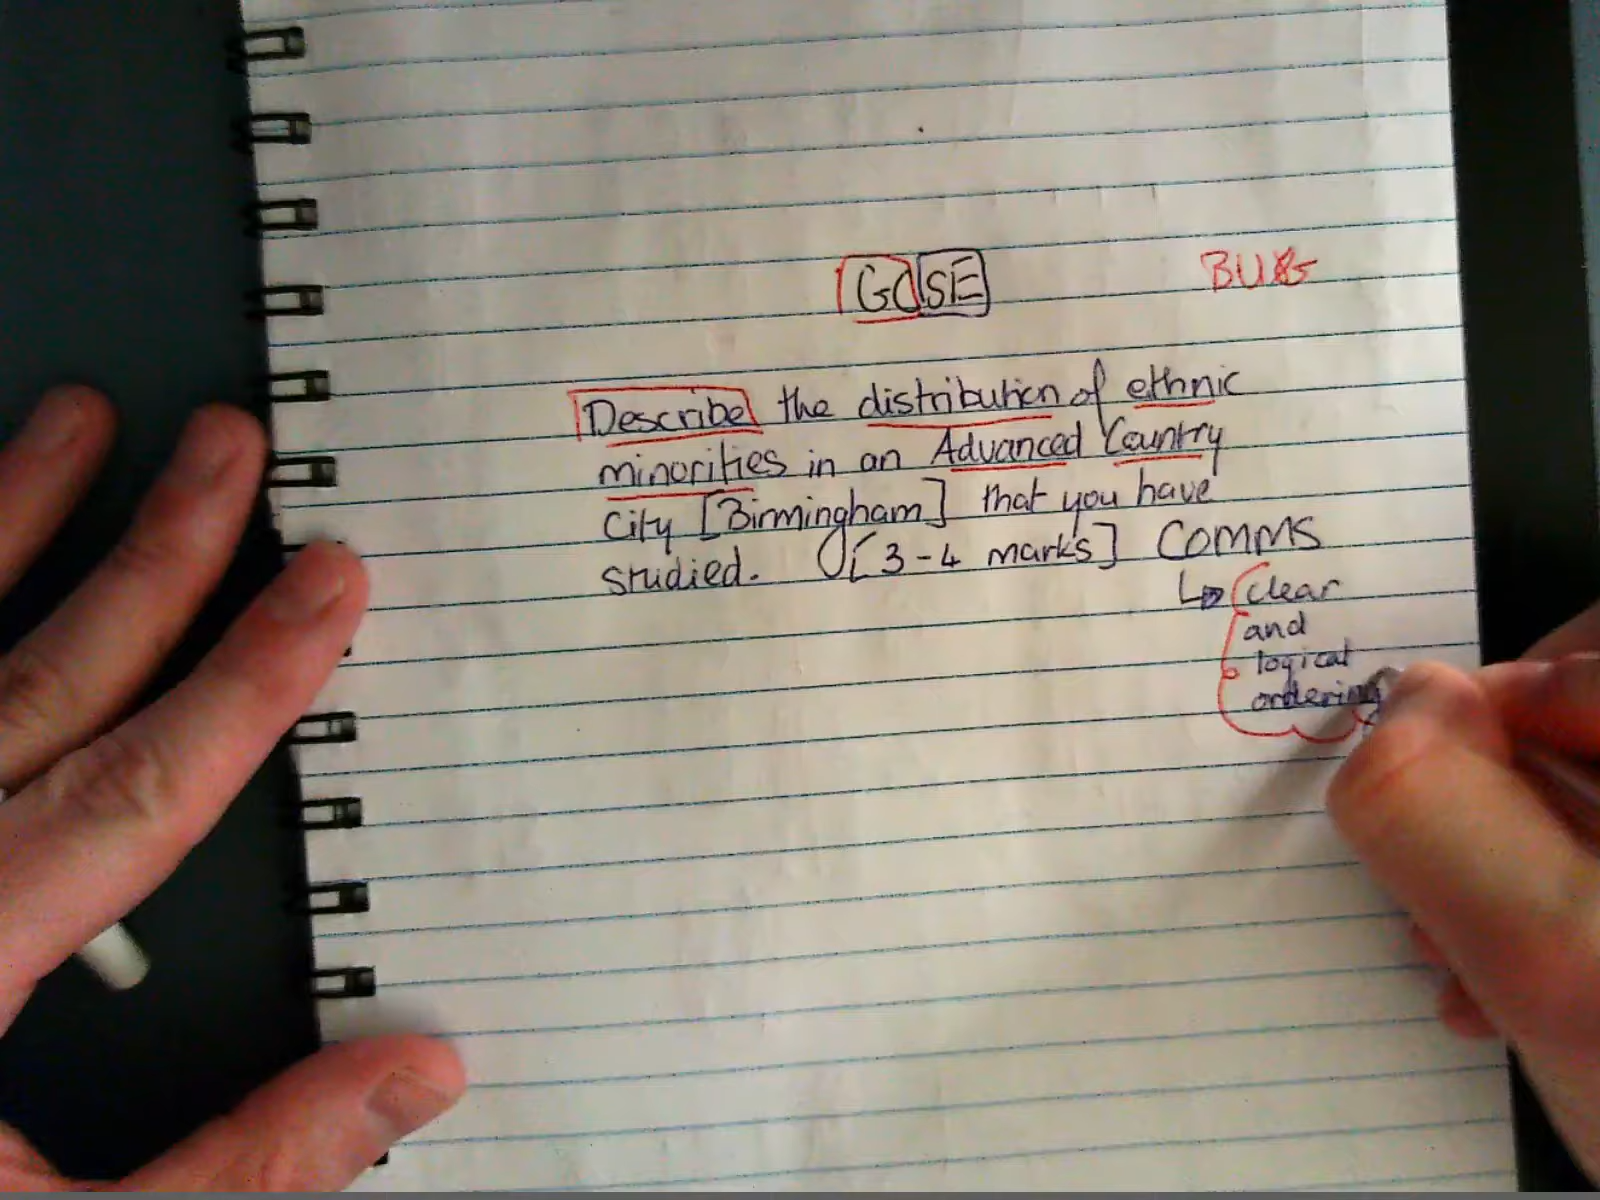 GCSE
BUG
Describe the distribution of ethnic
minorities in an Advanced Country
City [Birmingham] that you have
studied. [3-4 marks] COMMS
clear
and
logical
ordering